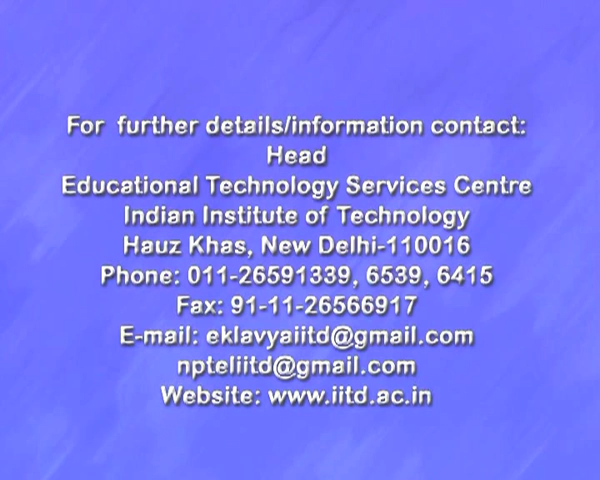 For further details/information contact:
Head
Educational Technology Services Centre
Indian Institute of Technology
Hauz Khas, New Delhi-110016
Phone: 011-26591339, 6539, 6415
Fax: 91-11-26566917
E-mail: eklavyaiitd@gmail.com
npteliitd@gmail.com
Website: www.iitd.ac.in